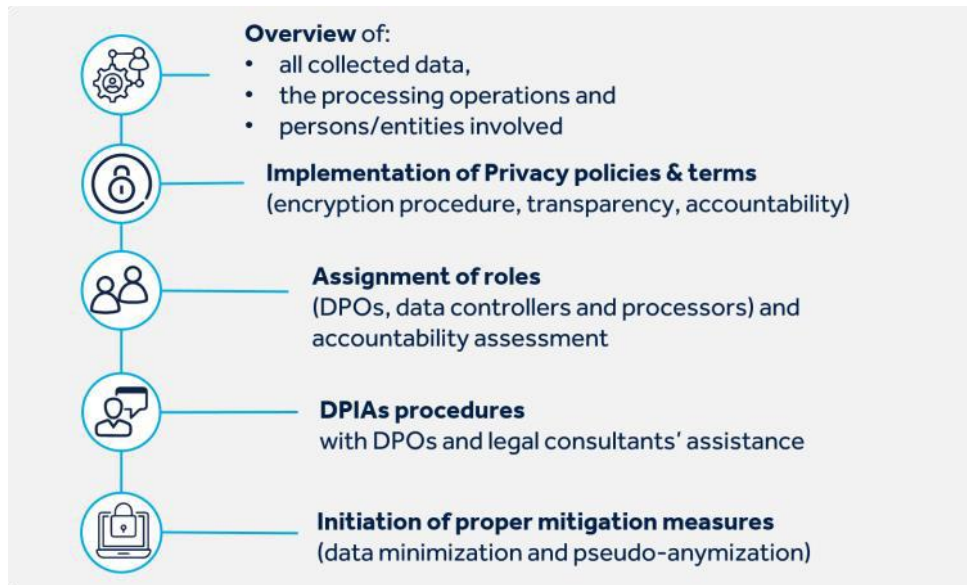 Overview of:
• all collected data,
• the processing operations and
• persons/entities involved
Implementation of Privacy policies & terms
(encryption procedure, transparency, accountability)
Assignment of roles
(DPOs, data controllers and processors) and
accountability assessment
DPIAs procedures
with DPOs and legal consultants’ assistance
Initiation of proper mitigation measures
(data minimization and pseudo-anymization)